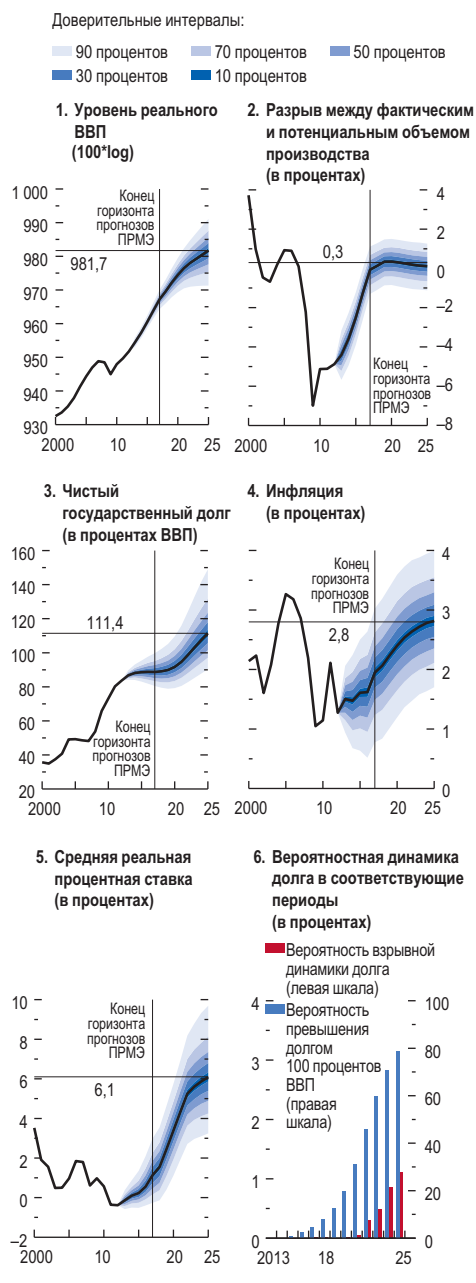 Доверительные интервалы:
90 процентов 70 процентов 50 процентов
30 процентов 10 процентов
1. Уровень реального
ВВП
(100*log)
1 000
990
980
970
960
950
940
930
2000 10 20 25
981,7
Конец
горизонта
прогнозов
ПРМЭ
2. Разрыв между фактическим
и потенциальным объемом
производства
(в процентах)
4
2
0
–2
–4
–6
–8
2000 10 20 25
0,3
Конец
горизонта
прогнозов
ПРМЭ
3. Чистый
государственный долг
(в процентах ВВП)
160
140
120
100
80
60
40
20
2000 10 20 25
111,4
Конец
горизонта
прогнозов
ПРМЭ
4. Инфляция
(в процентах)
4
3
2
1
0
2000 10 20 25
Конец
горизонта
прогнозов
ПРМЭ
2,8
5. Средняя реальная
процентная ставка
(в процентах)
10
8
6
4
2
0
–2
2000 10 20 25
Конец
горизонта
прогнозов
ПРМЭ
6,1
6. Вероятностная динамика
долга в соответствующие
периоды
(в процентах)
Вероятность взрывной
динамики долга
(левая шкала)
Вероятность
превышения
долгом
100 процентов
ВВП
(правая
шкала)
4
3
2
1
0
100
80
60
40
20
0
2013 18 25